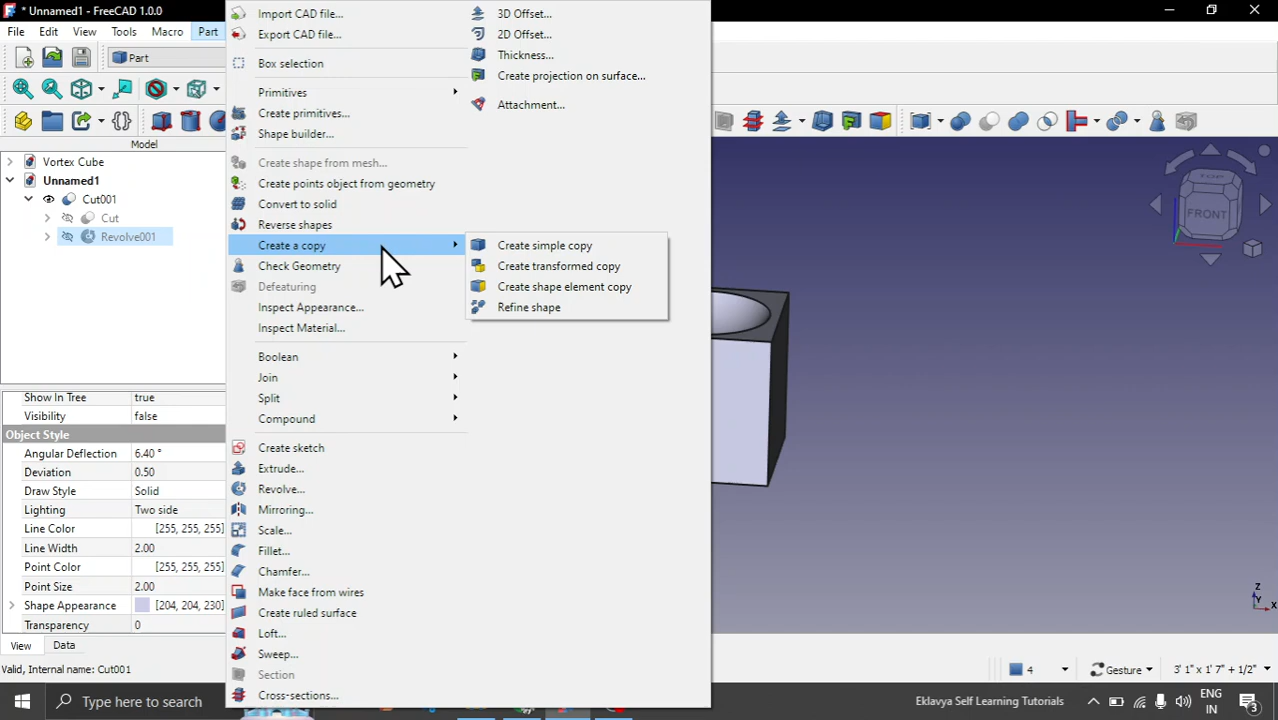 * Unnamed1 - FreeCAD 1.0.0
File Edit View Tools Macro Part
Part
Model
Vortex Cube
Unnamed1
Cut001
Cut
Revolve001
Show In Tree true
Visibility false
Object Style
Angular Deflection 6.40 °
Deviation 0.50
Draw Style Solid
Lighting Two side
Line Color [255, 255, 255]
Line Width 2.00
Point Color [255, 255, 255]
Point Size 2.00
Shape Appearance [204, 204, 230]
Transparency 0
View Data
Valid, Internal name: Cut001
Import CAD file...
Export CAD file...
Box selection
Primitives
Create primitives...
Shape builder...
Create shape from mesh...
Create points object from geometry
Convert to solid
Reverse shapes
Create a copy
Check Geometry
Defeaturing
Inspect Appearance...
Inspect Material...
Boolean
Join
Split
Compound
Create sketch
Extrude...
Revolve...
Mirroring...
Scale...
Fillet...
Chamfer...
Make face from wires
Create ruled surface
Loft...
Sweep...
Section
Cross-sections...
3D Offset...
2D Offset...
Thickness...
Create projection on surface...
Attachment...
Create simple copy
Create transformed copy
Create shape element copy
Refine shape
TOP
FRONT
Z
Y
X
4 Gesture 3' 1" x 1' 7" + 1/2"
Type here to search
Eklavya Self Learning Tutorials
ENG
IN
3